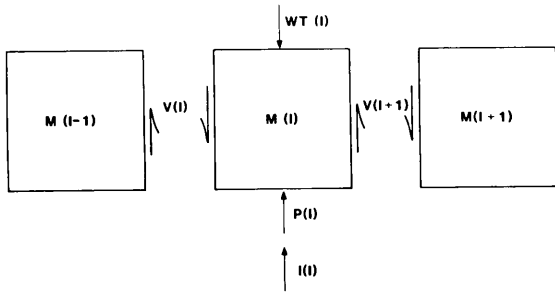 WT (I)
M (I-1)
V(I)
M (I)
V(I+1)
M(I+1)
P(I)
I(I)